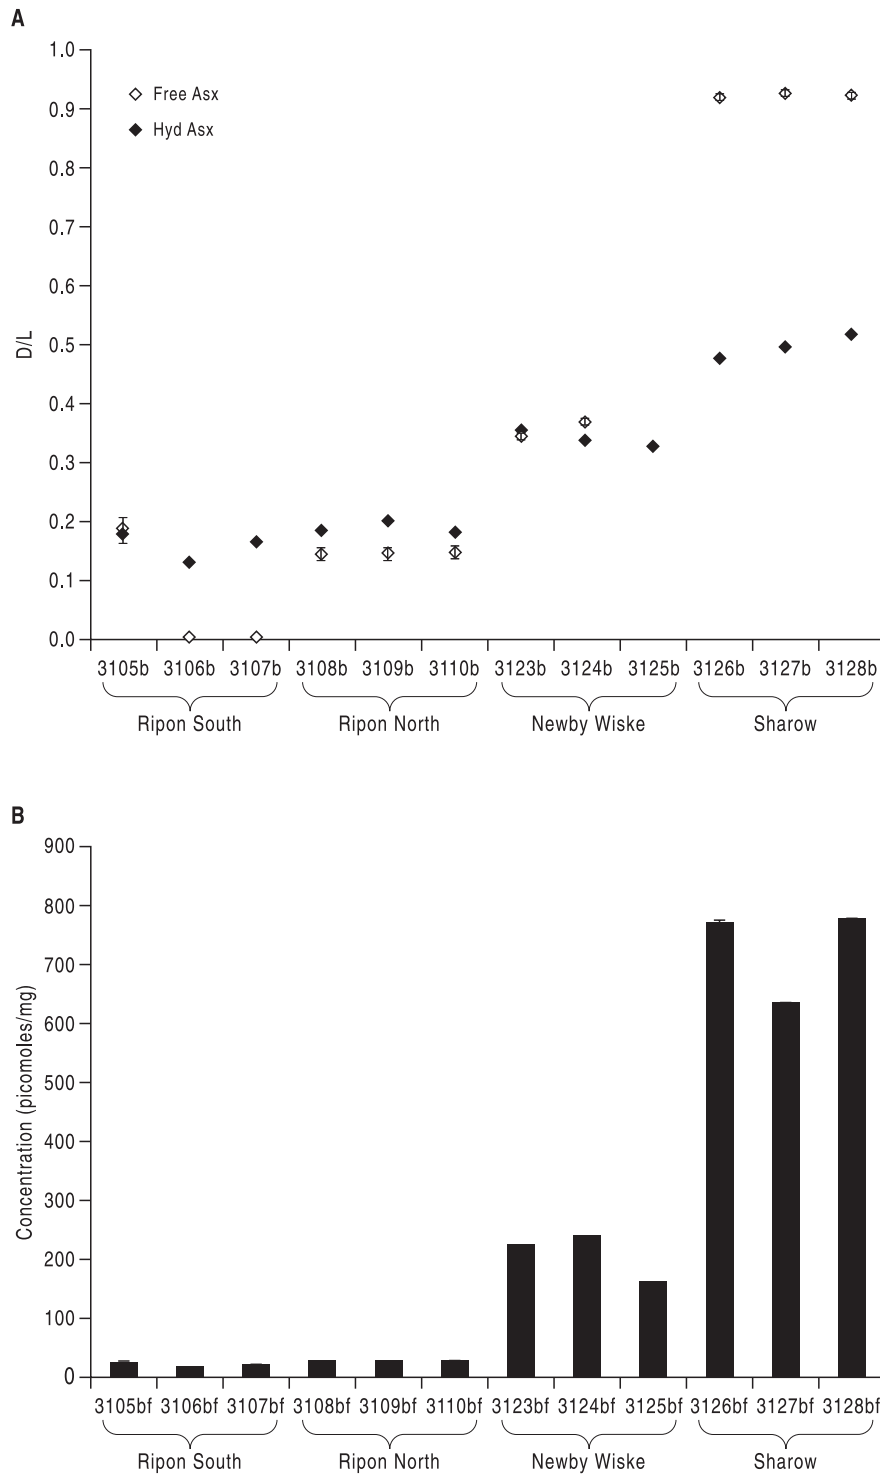 A
1.0
0.9
0.8
0.7
0.6
0.5
0.4
0.3
0.2
0.1
0.0
D/L
Free Asx
Hyd Asx
3105b 3106b 3107b 3108b 3109b 3110b 3123b 3124b 3125b 3126b 3127b 3128b
Ripon South Ripon North Newby Wiske Sharow
B
900
800
700
600
500
400
300
200
100
0
Concentration (picomoles/mg)
3105bf 3106bf 3107bf 3108bf 3109bf 3110bf 3123bf 3124bf 3125bf 3126bf 3127bf 3128bf
Ripon South Ripon North Newby Wiske Sharow